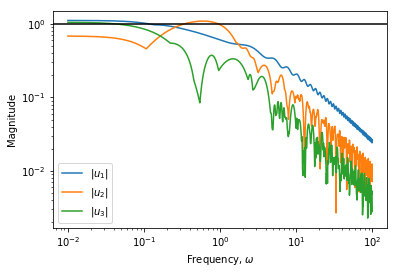 10⁰
10⁻¹
10⁻²
Magnitude
|u₁|
|u₂|
|u₃|
10⁻² 10⁻¹ 10⁰ 10¹ 10²
Frequency, ω